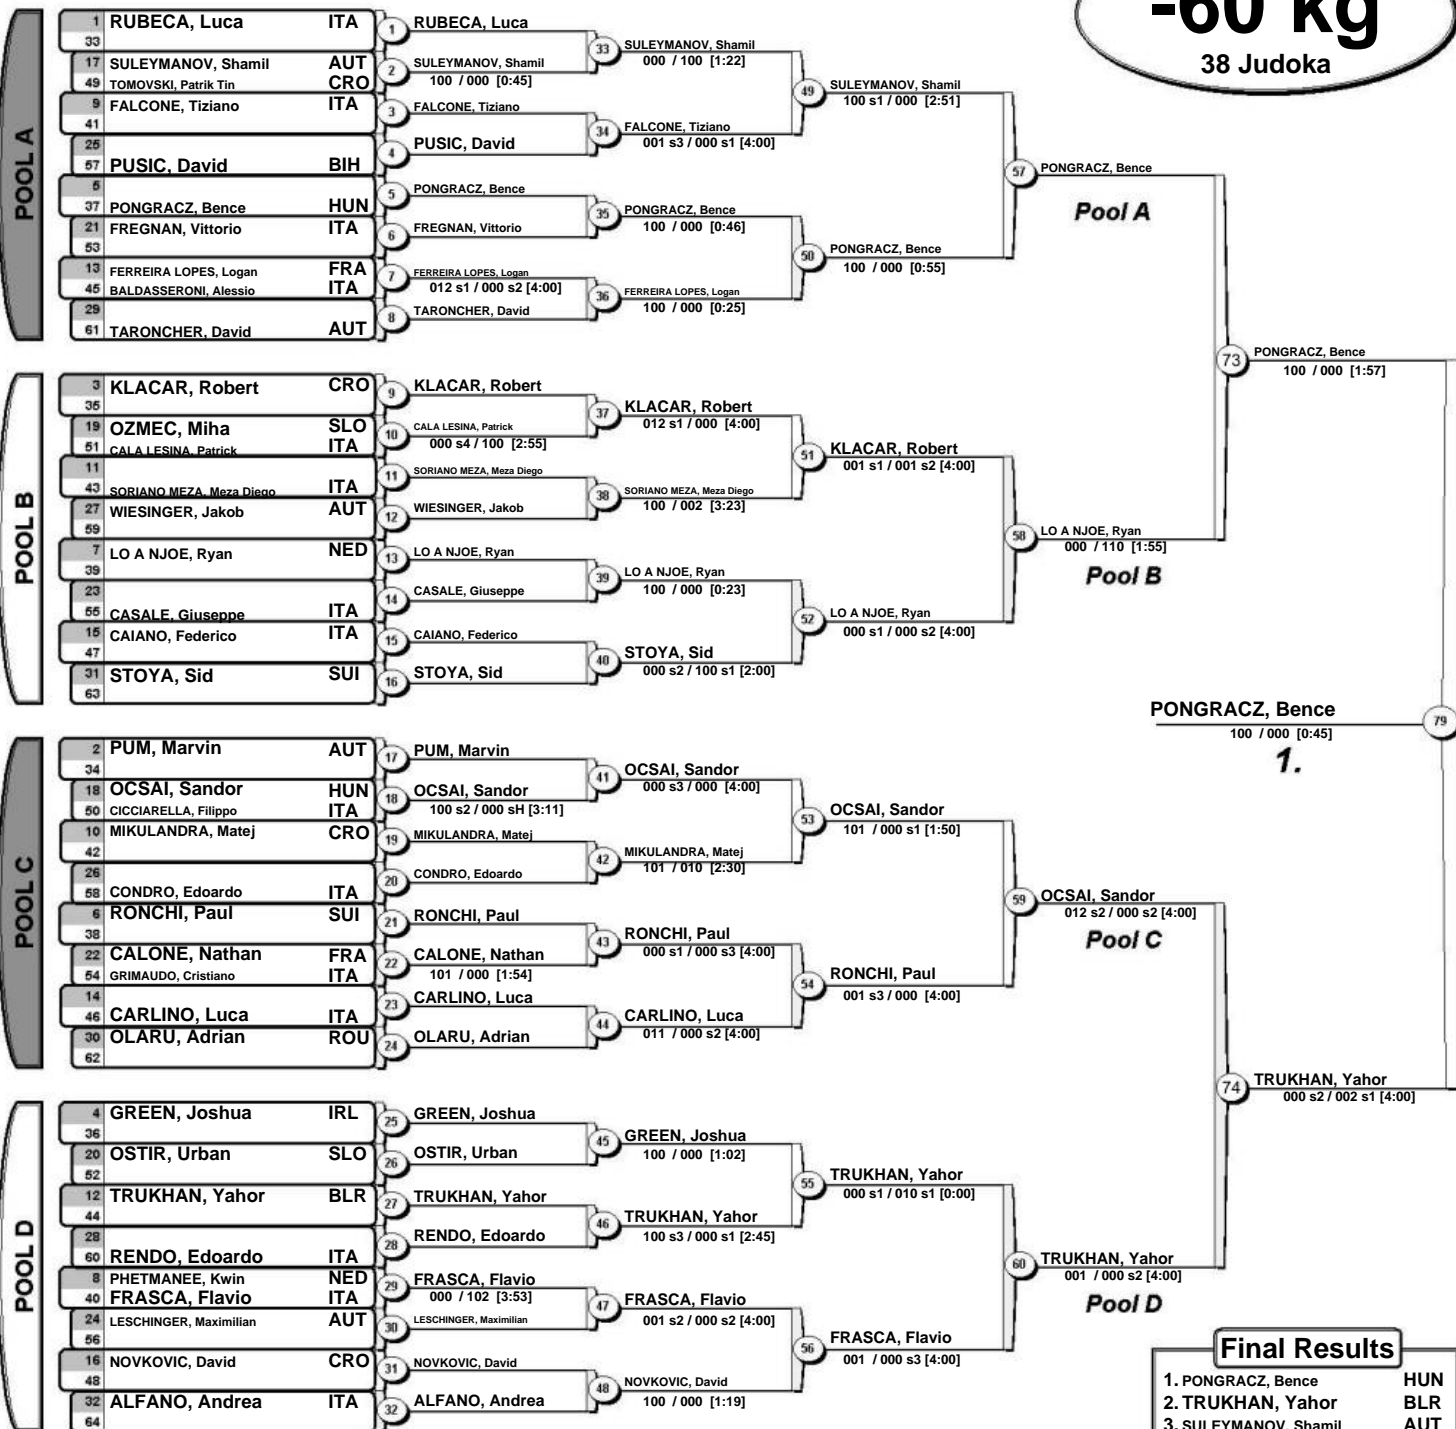 -60 kg
38 Judoka
POOL A
1 RUBECA, Luca ITA
33
17 SULEYMANOV, Shamil AUT
49 TOMOVSKI, Patrik Tin CRO
9 FALCONE, Tiziano ITA
41
25
57 PUSIC, David BIH
5
37 PONGRACZ, Bence HUN
21 FREGNAN, Vittorio ITA
53
13 FERREIRA LOPES, Logan FRA
45 BALDASSERONI, Alessio ITA
29
61 TARONCHER, David AUT
1 RUBECA, Luca
2 SULEYMANOV, Shamil
100 / 000 [0:45]
3 FALCONE, Tiziano
4 PUSIC, David
5 PONGRACZ, Bence
6 FREGNAN, Vittorio
7 FERREIRA LOPES, Logan
012 s1 / 000 s2 [4:00]
8 TARONCHER, David
33 SULEYMANOV, Shamil
000 / 100 [1:22]
34 FALCONE, Tiziano
001 s3 / 000 s1 [4:00]
35 PONGRACZ, Bence
100 / 000 [0:46]
36 FERREIRA LOPES, Logan
100 / 000 [0:25]
49 SULEYMANOV, Shamil
100 s1 / 000 [2:51]
50 PONGRACZ, Bence
100 / 000 [0:55]
57 PONGRACZ, Bence
Pool A
POOL B
3 KLACAR, Robert CRO
35
19 OZMEC, Miha SLO
51 CALA LESINA, Patrick ITA
11
43 SORIANO MEZA, Meza Diego ITA
27 WIESINGER, Jakob AUT
59
7 LO A NJOE, Ryan NED
39
23
55 CASALE, Giuseppe ITA
15 CAIANO, Federico ITA
47
31 STOYA, Sid SUI
63
9 KLACAR, Robert
10 CALA LESINA, Patrick
000 s4 / 100 [2:55]
11 SORIANO MEZA, Meza Diego
12 WIESINGER, Jakob
13 LO A NJOE, Ryan
14 CASALE, Giuseppe
15 CAIANO, Federico
16 STOYA, Sid
37 KLACAR, Robert
012 s1 / 000 [4:00]
38 SORIANO MEZA, Meza Diego
100 / 002 [3:23]
39 LO A NJOE, Ryan
100 / 000 [0:23]
40 STOYA, Sid
000 s2 / 100 s1 [2:00]
51 KLACAR, Robert
001 s1 / 001 s2 [4:00]
52 LO A NJOE, Ryan
000 s1 / 000 s2 [4:00]
58 LO A NJOE, Ryan
000 / 110 [1:55]
Pool B
73 PONGRACZ, Bence
100 / 000 [1:57]
PONGRACZ, Bence
79
100 / 000 [0:45]
1.
POOL C
2 PUM, Marvin AUT
34
18 OCSAI, Sandor HUN
50 CICCIARELLA, Filippo ITA
10 MIKULANDRA, Matej CRO
42
26
58 CONDRO, Edoardo ITA
6 RONCHI, Paul SUI
38
22 CALONE, Nathan FRA
54 GRIMAUDO, Cristiano ITA
14
46 CARLINO, Luca ITA
30 OLARU, Adrian ROU
62
17 PUM, Marvin
18 OCSAI, Sandor
100 s2 / 000 sH [3:11]
19 MIKULANDRA, Matej
20 CONDRO, Edoardo
21 RONCHI, Paul
22 CALONE, Nathan
101 / 000 [1:54]
23 CARLINO, Luca
24 OLARU, Adrian
41 OCSAI, Sandor
000 s3 / 000 [4:00]
42 MIKULANDRA, Matej
101 / 010 [2:30]
43 RONCHI, Paul
000 s1 / 000 s3 [4:00]
44 CARLINO, Luca
011 / 000 s2 [4:00]
53 OCSAI, Sandor
101 / 000 s1 [1:50]
54 RONCHI, Paul
001 s3 / 000 [4:00]
59 OCSAI, Sandor
012 s2 / 000 s2 [4:00]
Pool C
POOL D
4 GREEN, Joshua IRL
36
20 OSTIR, Urban SLO
52
12 TRUKHAN, Yahor BLR
44
28
60 RENDO, Edoardo ITA
8 PHETMANEE, Kwin NED
40 FRASCA, Flavio ITA
24 LESCHINGER, Maximilian AUT
56
16 NOVKOVIC, David CRO
48
32 ALFANO, Andrea ITA
64
25 GREEN, Joshua
26 OSTIR, Urban
27 TRUKHAN, Yahor
28 RENDO, Edoardo
29 FRASCA, Flavio
000 / 102 [3:53]
30 LESCHINGER, Maximilian
31 NOVKOVIC, David
32 ALFANO, Andrea
45 GREEN, Joshua
100 / 000 [1:02]
46 TRUKHAN, Yahor
100 s3 / 000 s1 [2:45]
47 FRASCA, Flavio
001 s2 / 000 s2 [4:00]
48 NOVKOVIC, David
100 / 000 [1:19]
55 TRUKHAN, Yahor
000 s1 / 010 s1 [0:00]
56 FRASCA, Flavio
001 / 000 s3 [4:00]
60 TRUKHAN, Yahor
001 / 000 s2 [4:00]
Pool D
74 TRUKHAN, Yahor
000 s2 / 002 s1 [4:00]
Final Results
1. PONGRACZ, Bence HUN
2. TRUKHAN, Yahor BLR
3. SULEYMANOV, Shamil AUT